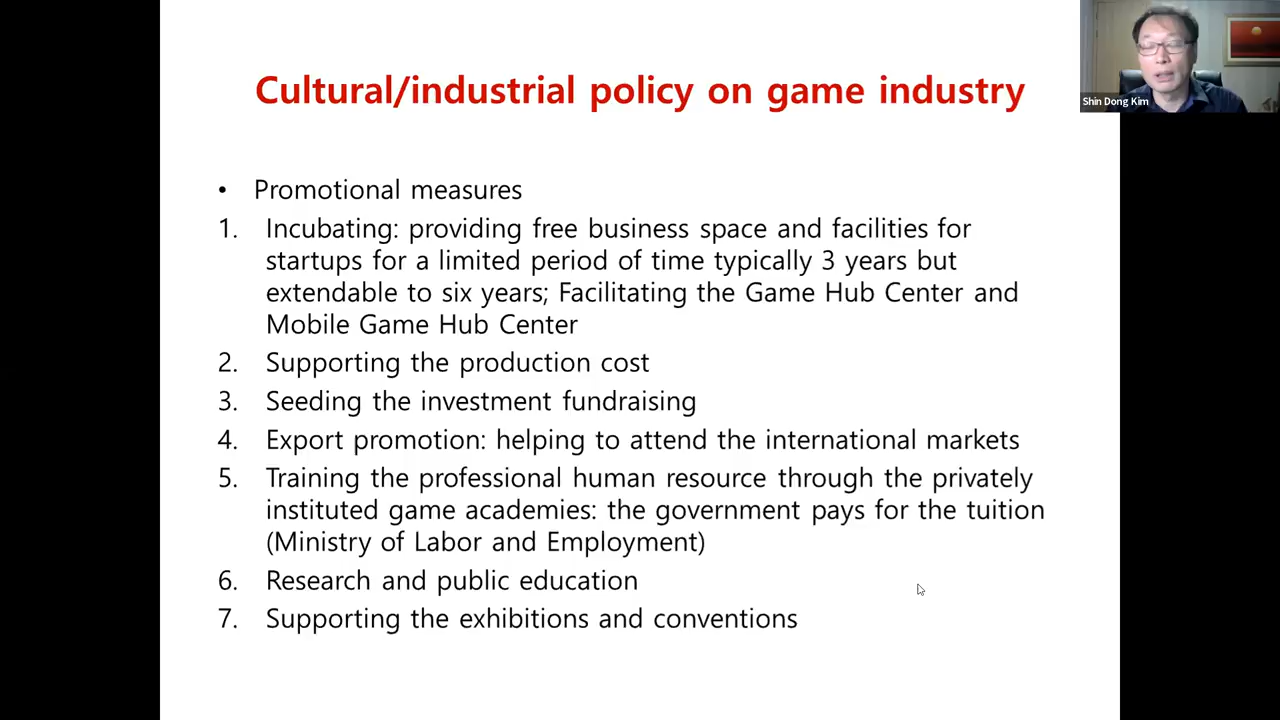 Cultural/industrial policy on game industry
Shin Dong Kim
• Promotional measures
1. Incubating: providing free business space and facilities for
startups for a limited period of time typically 3 years but
extendable to six years; Facilitating the Game Hub Center and
Mobile Game Hub Center
2. Supporting the production cost
3. Seeding the investment fundraising
4. Export promotion: helping to attend the international markets
5. Training the professional human resource through the privately
instituted game academies: the government pays for the tuition
(Ministry of Labor and Employment)
6. Research and public education
7. Supporting the exhibitions and conventions